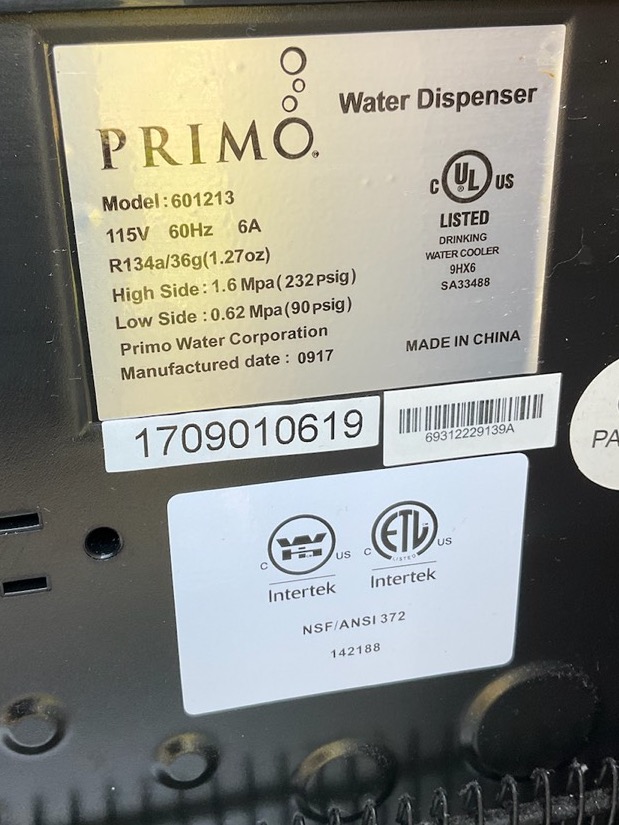 PRIMO
Water Dispenser
Model:601213
115V 60Hz 6A
R134a/36g(1.27oz)
High Side:1.6 Mpa(232 psig)
Low Side:0.62 Mpa(90 psig)
Primo Water Corporation
Manufactured date: 0917
C UL US
LISTED
DRINKING
WATER COOLER
9HX6
SA33488
MADE IN CHINA
1709010619
69312229139A
PA
C US
Intertek
C ETL US
LISTED
Intertek
NSF/ANSI 372
142188